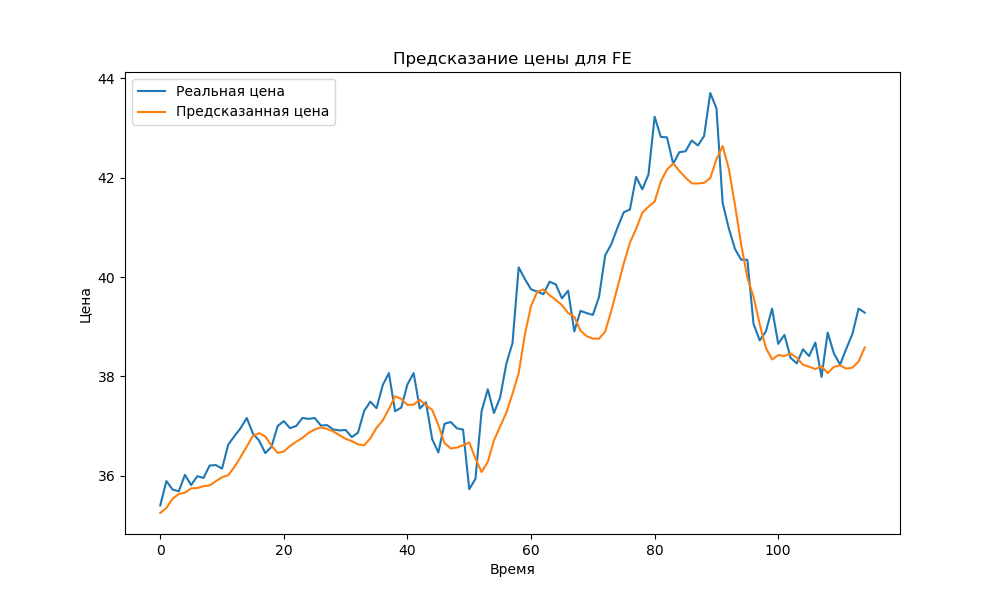 Предсказание цены для FE
Реальная цена
Предсказанная цена
44
42
40
38
36
Цена
0 20 40 60 80 100
Время